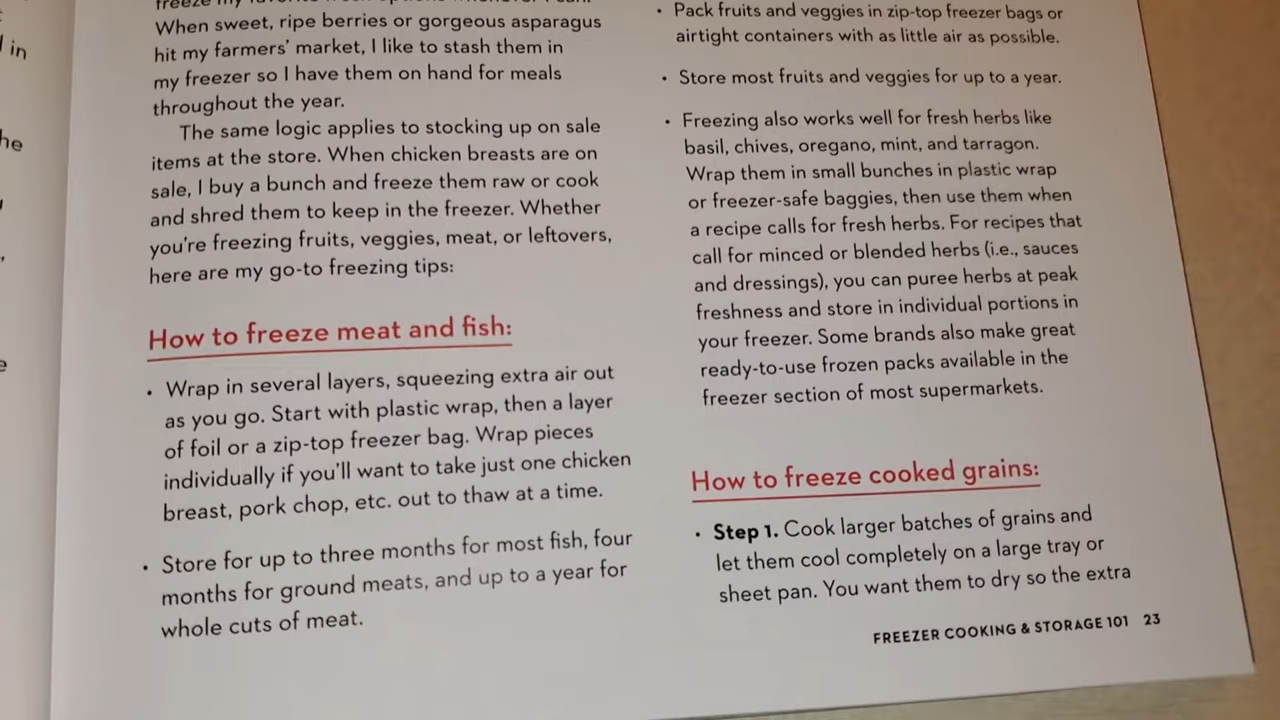 When sweet, ripe berries or gorgeous asparagus
hit my farmers' market, I like to stash them in
my freezer so I have them on hand for meals
throughout the year.
The same logic applies to stocking up on sale
items at the store. When chicken breasts are on
sale, I buy a bunch and freeze them raw or cook
and shred them to keep in the freezer. Whether
you're freezing fruits, veggies, meat, or leftovers,
here are my go-to freezing tips:
How to freeze meat and fish:
• Wrap in several layers, squeezing extra air out
as you go. Start with plastic wrap, then a layer
of foil or a zip-top freezer bag. Wrap pieces
individually if you'll want to take just one chicken
breast, pork chop, etc. out to thaw at a time.
• Store for up to three months for most fish, four
months for ground meats, and up to a year for
whole cuts of meat.
• Pack fruits and veggies in zip-top freezer bags or
airtight containers with as little air as possible.
• Store most fruits and veggies for up to a year.
• Freezing also works well for fresh herbs like
basil, chives, oregano, mint, and tarragon.
Wrap them in small bunches in plastic wrap
or freezer-safe baggies, then use them when
a recipe calls for fresh herbs. For recipes that
call for minced or blended herbs (i.e., sauces
and dressings), you can puree herbs at peak
freshness and store in individual portions in
your freezer. Some brands also make great
ready-to-use frozen packs available in the
freezer section of most supermarkets.
How to freeze cooked grains:
• Step 1. Cook larger batches of grains and
let them cool completely on a large tray or
sheet pan. You want them to dry so the extra
FREEZER COOKING & STORAGE 101 23